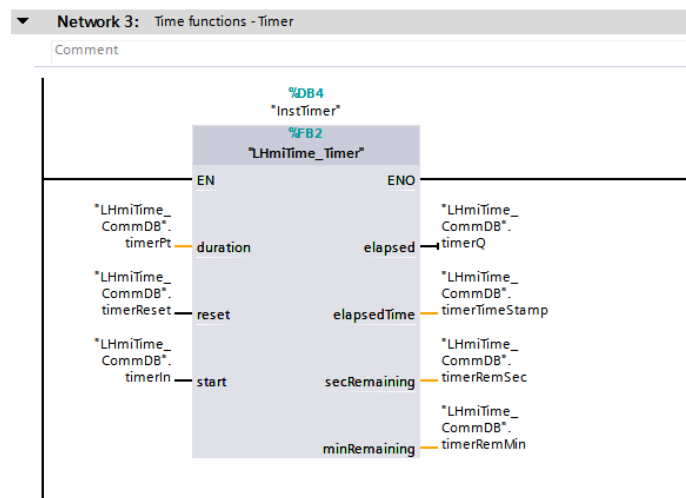 Network 3: Time functions - Timer
Comment
%DB4
"InstTimer"
%FB2
"LHmiTime_Timer"
EN ENO
"LHmiTime_
CommDB".
timerPt duration
"LHmiTime_
CommDB".
timerQ elapsed
"LHmiTime_
CommDB".
timerReset reset
"LHmiTime_
CommDB".
timerTimeStamp elapsedTime
"LHmiTime_
CommDB".
timerIn start
"LHmiTime_
CommDB".
timerRemSec secRemaining
"LHmiTime_
CommDB".
timerRemMin minRemaining